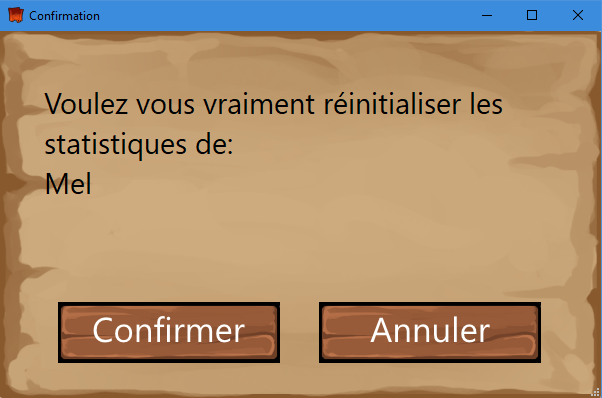 Confirmation
Voulez vous vraiment réinitialiser les
statistiques de:
Mel
Confirmer
Annuler